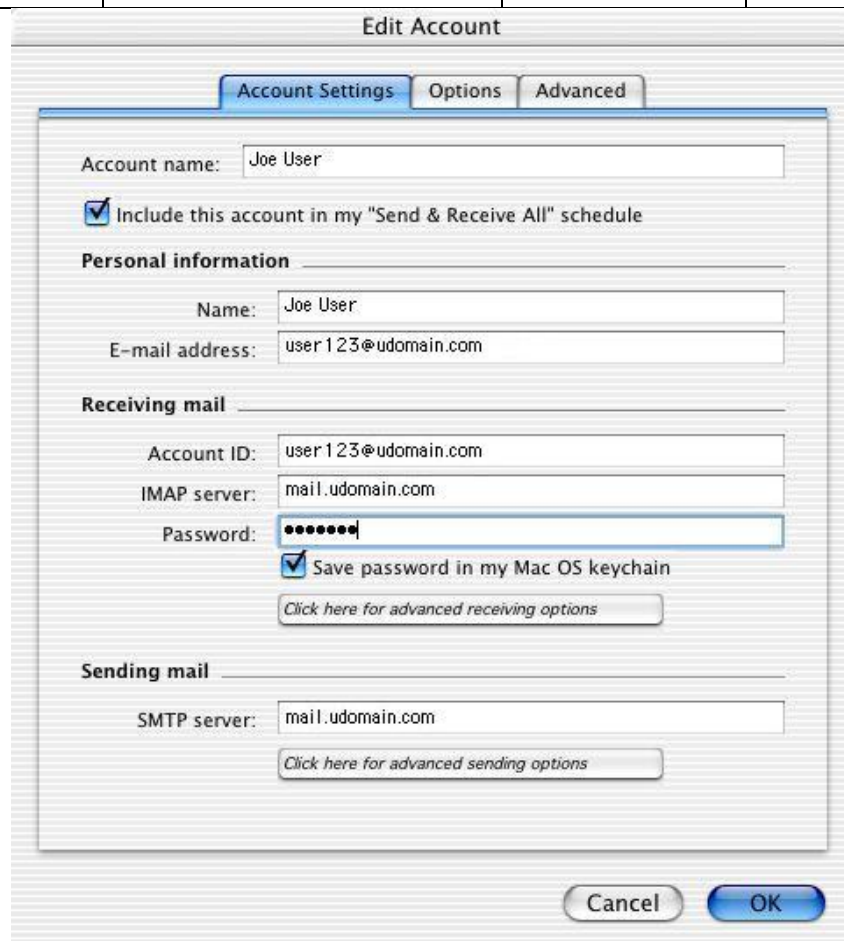 Edit Account
Account Settings Options Advanced
Account name: Joe User
Include this account in my "Send & Receive All" schedule
Personal information
Name: Joe User
E-mail address: user123@udomain.com
Receiving mail
Account ID: user123@udomain.com
IMAP server: mail.udomain.com
Password: •••••••
Save password in my Mac OS keychain
Click here for advanced receiving options
Sending mail
SMTP server: mail.udomain.com
Click here for advanced sending options
Cancel OK